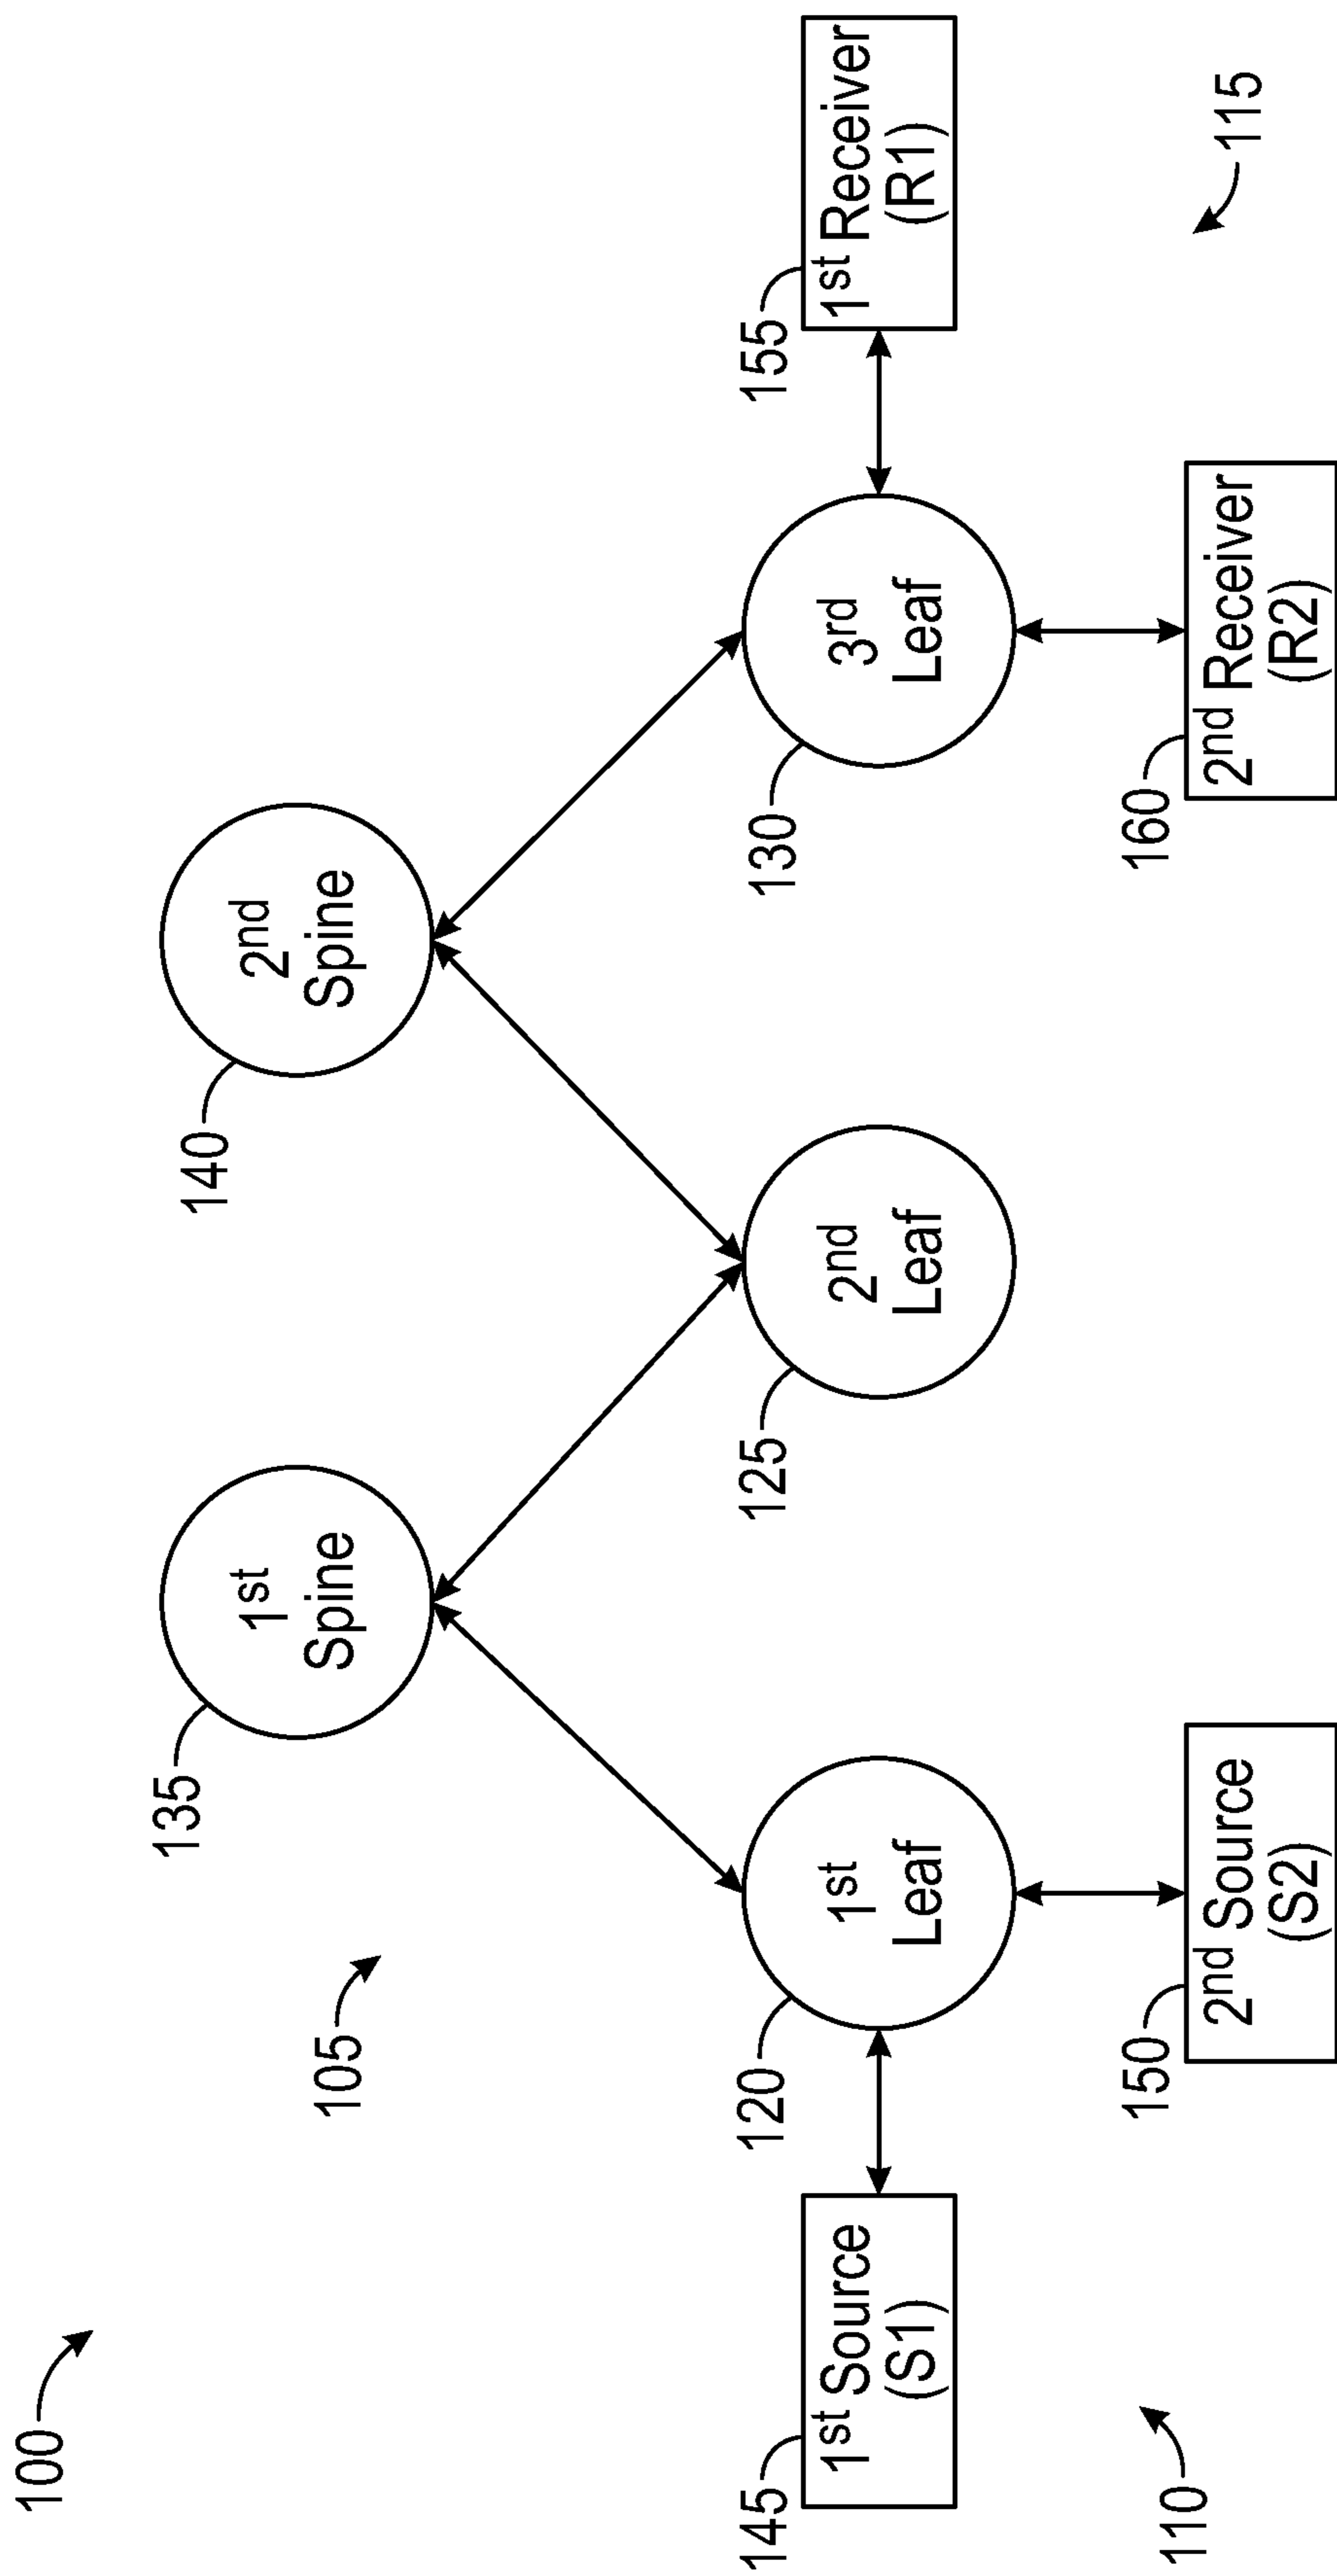 100
105
135
1st
Spine
140
2nd
Spine
145
1st Source
(S1)
120
1st
Leaf
125
2nd
Leaf
130
3rd
Leaf
155
1st Receiver
(R1)
110
150
2nd Source
(S2)
160
2nd Receiver
(R2)
115